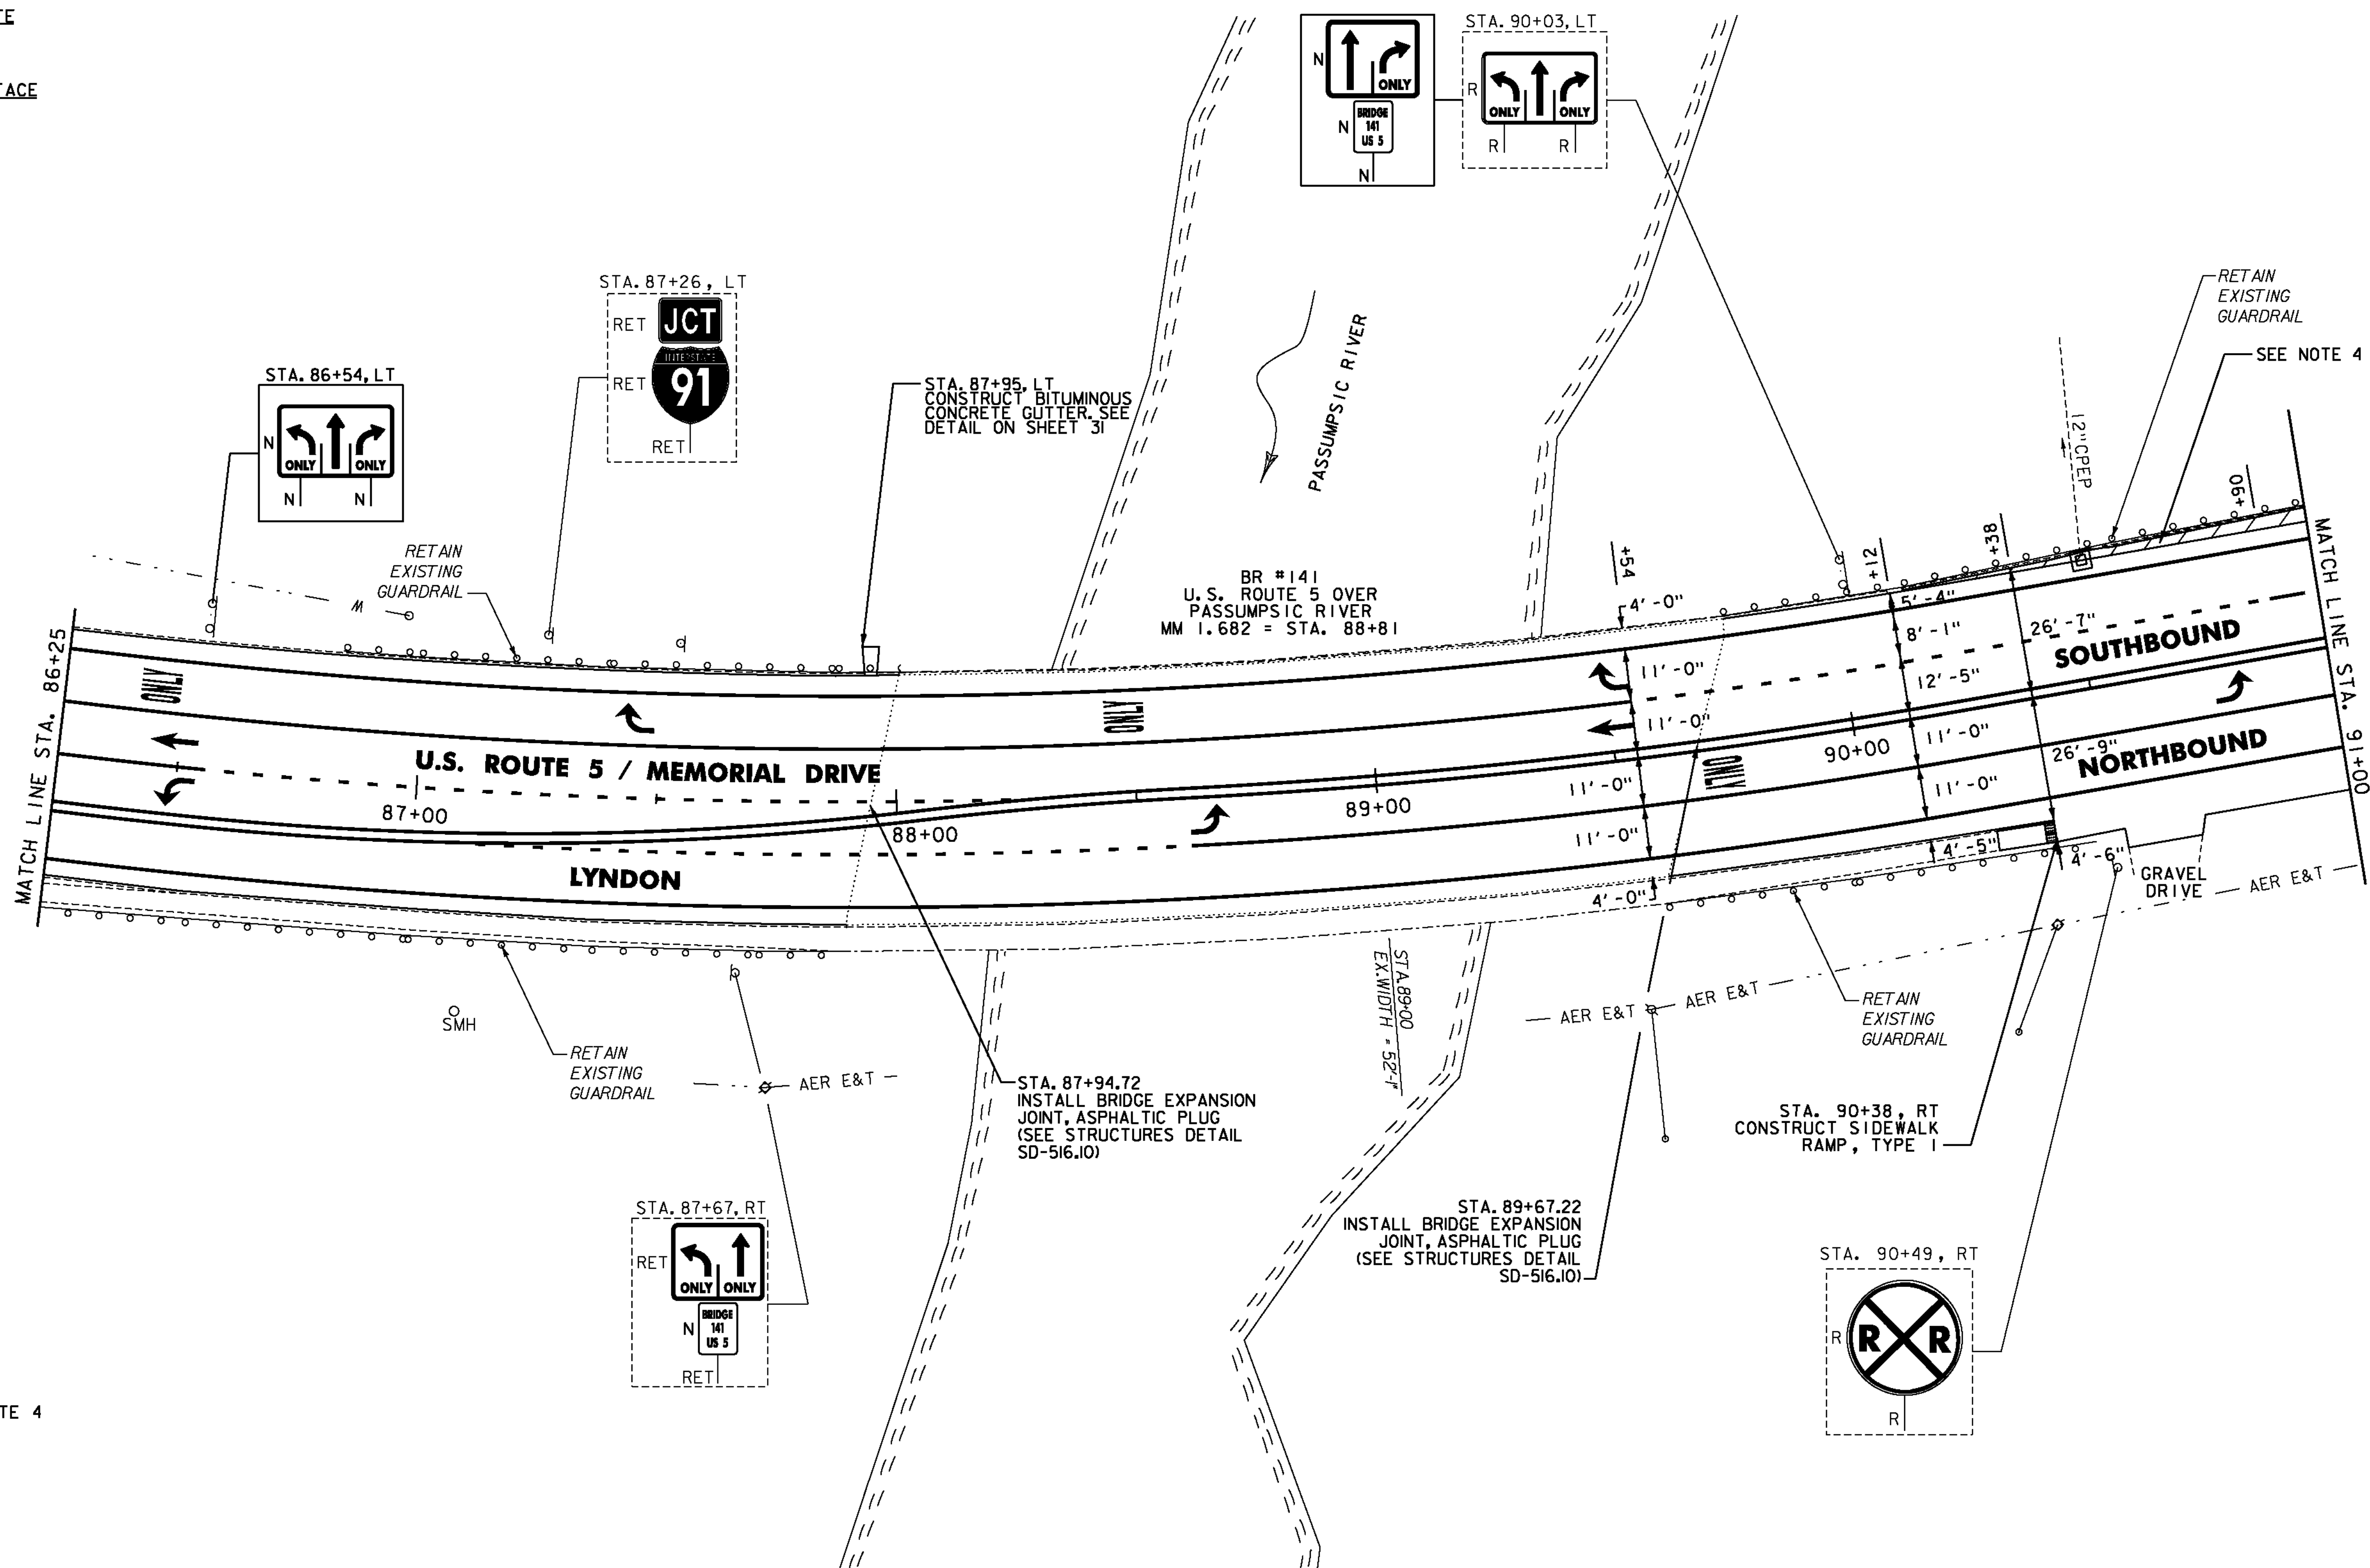 TE
TACE
STA. 90+03, LT
N
ONLY
N
BRIDGE
141
US 5
N
R
ONLY
ONLY
R
R
STA. 87+26, LT
RET
JCT
RET
INTERSTATE
91
RET
STA. 86+54, LT
N
ONLY
ONLY
N
N
RETAIN
EXISTING
GUARDRAIL
STA. 87+95, LT
CONSTRUCT BITUMINOUS
CONCRETE GUTTER. SEE
DETAIL ON SHEET 31
PASSUMPSIC RIVER
RETAIN
EXISTING
GUARDRAIL
SEE NOTE 4
12" CPEP
W
BR #141
U.S. ROUTE 5 OVER
PASSUMPSIC RIVER
MM 1.682 = STA. 88+81
+54
+12
+38
+90
4'-0"
5'-4"
8'-1"
26'-7"
11'-0"
12'-5"
11'-0"
SOUTHBOUND
MATCH LINE STA. 86+25
MATCH LINE STA. 91+00
ONLY
ONLY
ONLY
U.S. ROUTE 5 / MEMORIAL DRIVE
87+00
88+00
89+00
90+00
11'-0"
11'-0"
26'-9"
NORTHBOUND
11'-0"
11'-0"
LYNDON
4'-0"
4'-5"
4'-6"
GRAVEL
DRIVE
AER E&T
SMH
RETAIN
EXISTING
GUARDRAIL
AER E&T
STA. 87+94.72
INSTALL BRIDGE EXPANSION
JOINT, ASPHALTIC PLUG
(SEE STRUCTURES DETAIL
SD-516.10)
STA. 89+00
EX. WIDTH = 52'-1"
AER E&T
AER E&T
RETAIN
EXISTING
GUARDRAIL
STA. 90+38, RT
CONSTRUCT SIDEWALK
RAMP, TYPE 1
STA. 87+67, RT
RET
ONLY
ONLY
N
BRIDGE
141
US 5
RET
STA. 89+67.22
INSTALL BRIDGE EXPANSION
JOINT, ASPHALTIC PLUG
(SEE STRUCTURES DETAIL
SD-516.10)
STA. 90+49, RT
R
R R
R
TE 4